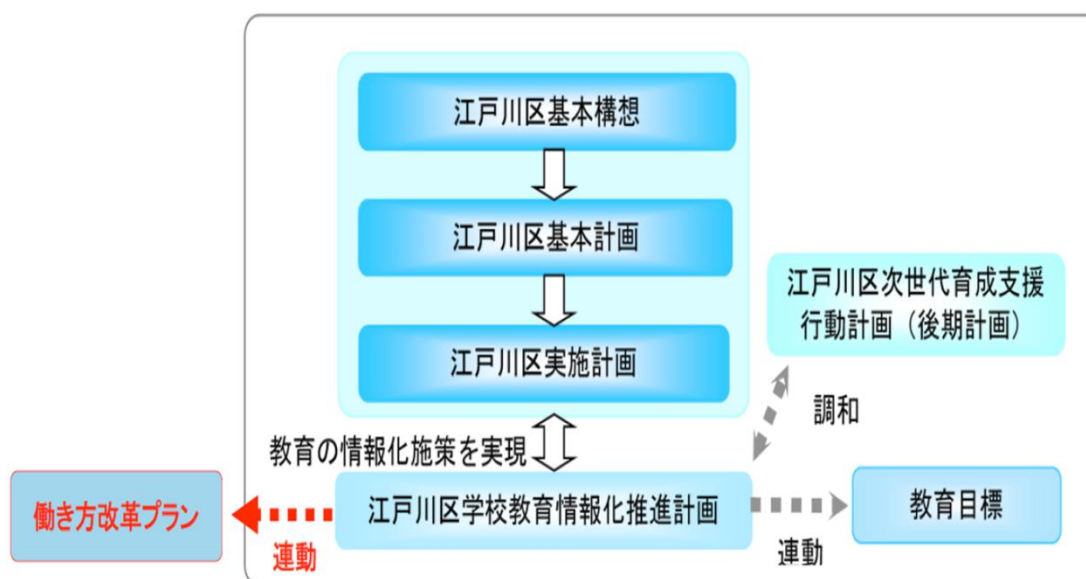 江戸川区基本構想
江戸川区基本計画
江戸川区次世代育成支援
行動計画（後期計画）
江戸川区実施計画
調和
教育の情報化施策を実現
働き方改革プラン
江戸川区学校教育情報化推進計画
教育目標
連動
連動